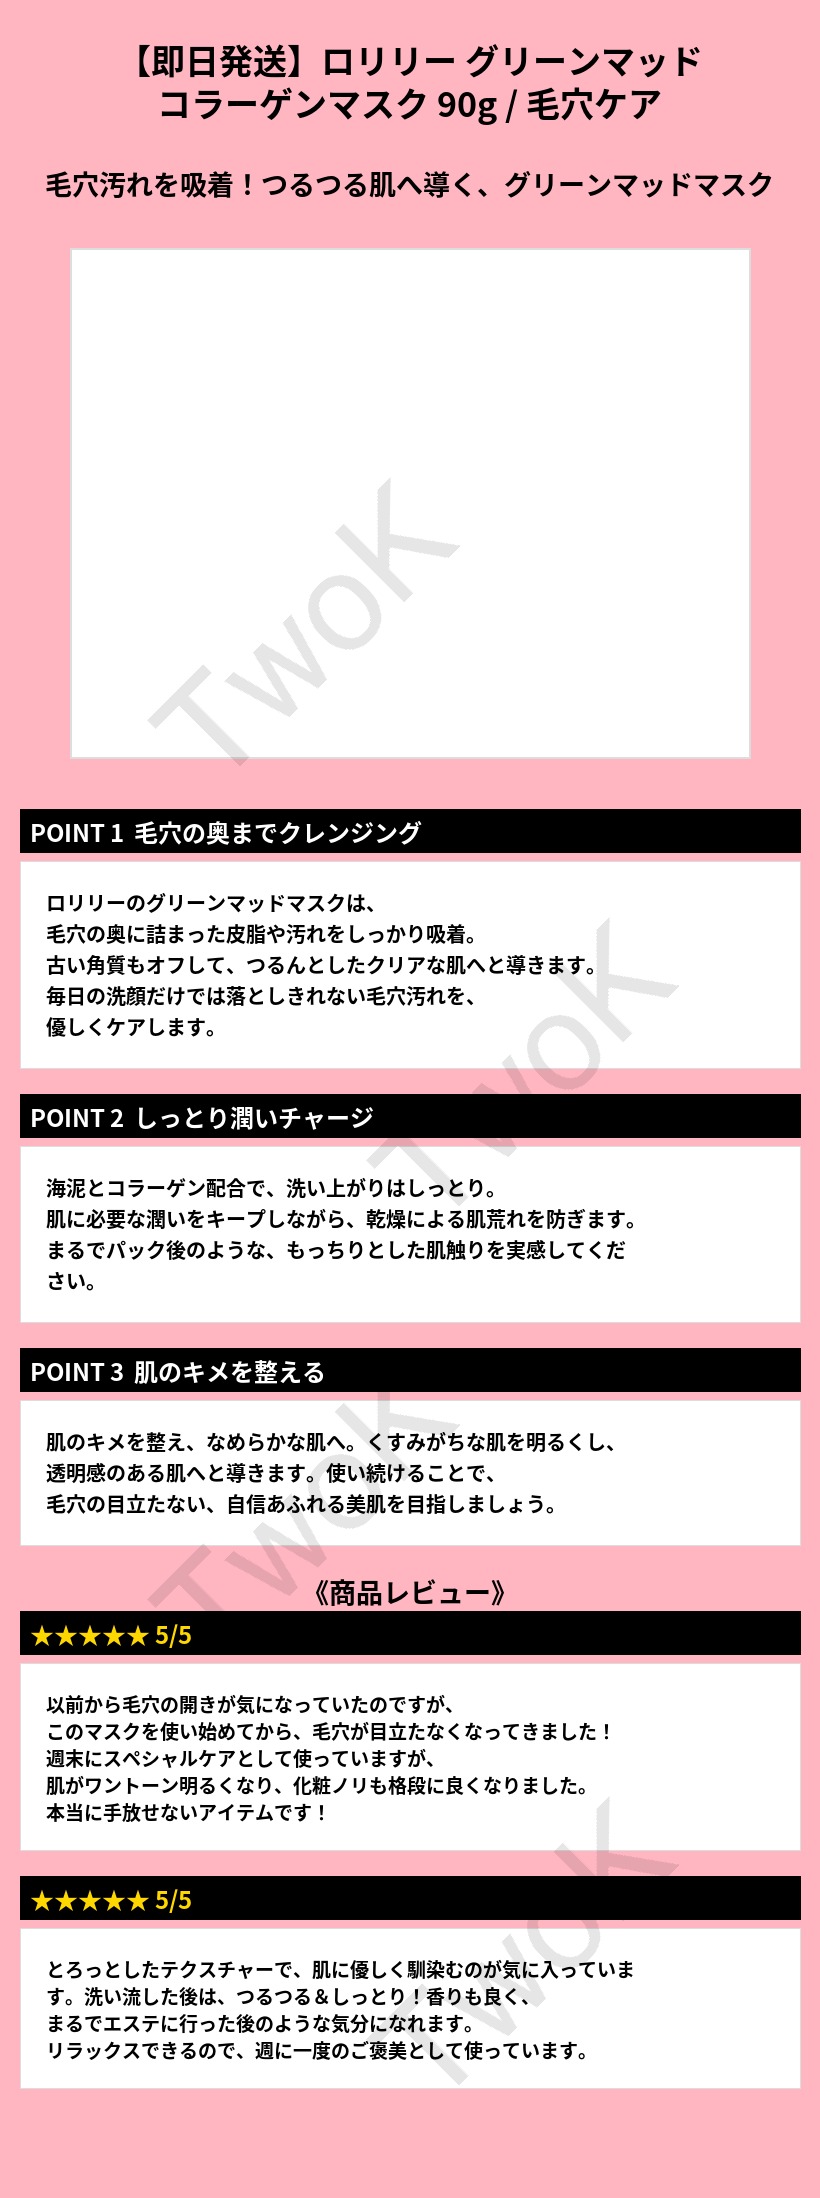 【即日発送】ロリリー グリーンマッド
コラーゲンマスク 90g / 毛穴ケア
毛穴汚れを吸着！つるつる肌へ導く、グリーンマッドマスク
TwoK
POINT 1 毛穴の奥までクレンジング
ロリリーのグリーンマッドマスクは、
毛穴の奥に詰まった皮脂や汚れをしっかり吸着。
古い角質もオフして、つるんとしたクリアな肌へと導きます。
毎日の洗顔だけでは落としきれない毛穴汚れを、
優しくケアします。
TwoK
POINT 2 しっとり潤いチャージ
海泥とコラーゲン配合で、洗い上がりはしっとり。
肌に必要な潤いをキープしながら、乾燥による肌荒れを防ぎます。
まるでパック後のような、もっちりとした肌触りを実感してくだ
さい。
POINT 3 肌のキメを整える
肌のキメを整え、なめらかな肌へ。くすみがちな肌を明るくし、
透明感のある肌へと導きます。使い続けることで、
毛穴の目立たない、自信あふれる美肌を目指しましょう。
TwoK
《商品レビュー》
★★★★★ 5/5
以前から毛穴の開きが気になっていたのですが、
このマスクを使い始めてから、毛穴が目立たなくなってきました！
週末にスペシャルケアとして使っていますが、
肌がワントーン明るくなり、化粧ノリも格段に良くなりました。
本当に手放せないアイテムです！
★★★★★ 5/5
とろっとしたテクスチャーで、肌に優しく馴染むのが気に入っていま
す。洗い流した後は、つるつる＆しっとり！香りも良く、
まるでエステに行った後のような気分になれます。
リラックスできるので、週に一度のご褒美として使っています。
TwoK